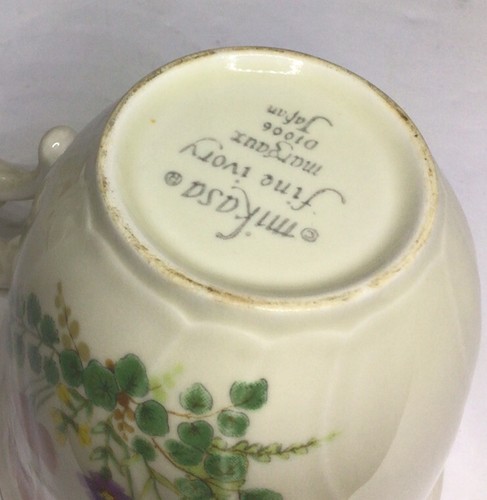 ©mikasa®
fine ivory
margaux
D1006
Japan